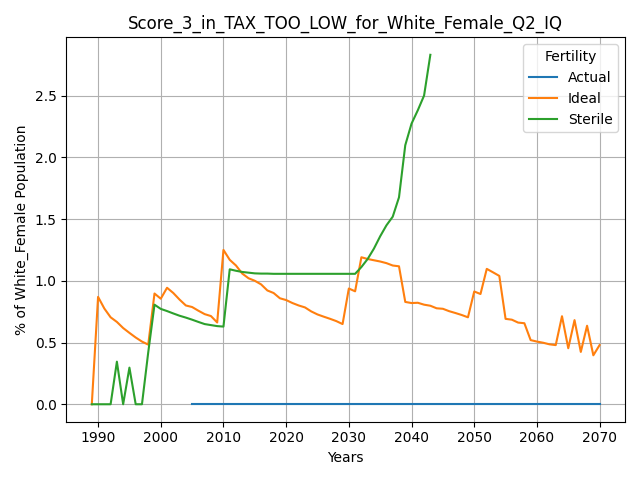 Score_3_in_TAX_TOO_LOW_for_White_Female_Q2_IQ
Fertility
Actual
Ideal
Sterile
% of White_Female Population
2.5
2.0
1.5
1.0
0.5
0.0
1990 2000 2010 2020 2030 2040 2050 2060 2070
Years